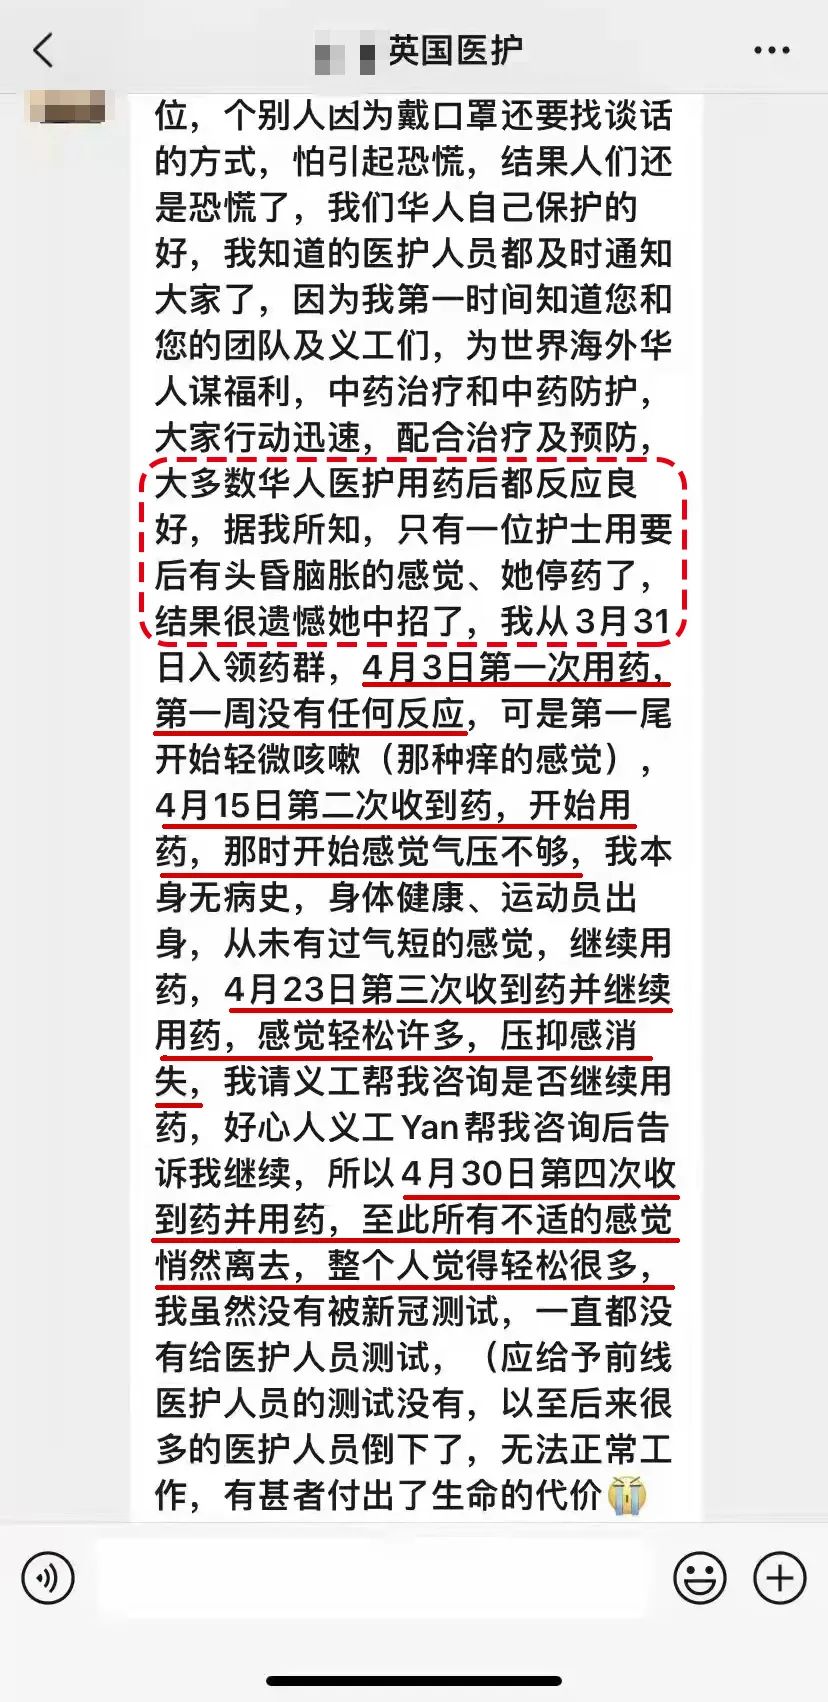 英国医护
位，个别人因为戴口罩还要找谈话
的方式，怕引起恐慌，结果人们还
是恐慌了，我们华人自己保护的
好，我知道的医护人员都及时通知
大家了，因为我第一时间知道您和
您的团队及义工们，为世界海外华
人谋福利，中药治疗和中药防护，
大家行动迅速，配合治疗及预防，
大多数华人医护用药后都反应良
好，据我所知，只有一位护士用要
后有头昏脑胀的感觉、她停药了，
结果很遗憾她中招了，我从3月31
日入领药群，4月3日第一次用药，
第一周没有任何反应，可是第一尾
开始轻微咳嗽（那种痒的感觉），
4月15日第二次收到药，开始用
药，那时开始感觉气压不够，我本
身无病史，身体健康、运动员出
身，从未有过气短的感觉，继续用
药，4月23日第三次收到药并继续
用药，感觉轻松许多，压抑感消
失，我请义工帮我咨询是否继续用
药，好心人义工Yan帮我咨询后告
诉我继续，所以4月30日第四次收
到药并用药，至此所有不适的感觉
悄然离去，整个人觉得轻松很多，
我虽然没有被新冠测试，一直都没
有给医护人员测试，（应给予前线
医护人员的测试没有，以至后来很
多的医护人员倒下了，无法正常工
作，有甚者付出了生命的代价😭